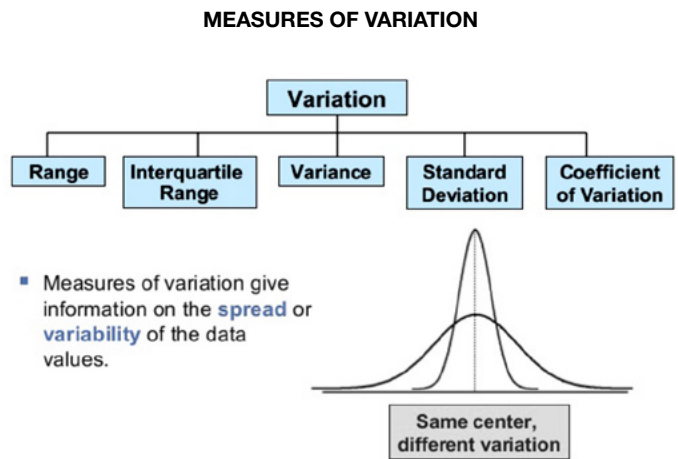 MEASURES OF VARIATION
Variation
Range
Interquartile
Range
Variance
Standard
Deviation
Coefficient
of Variation
▪ Measures of variation give
information on the spread or
variability of the data
values.
Same center,
different variation